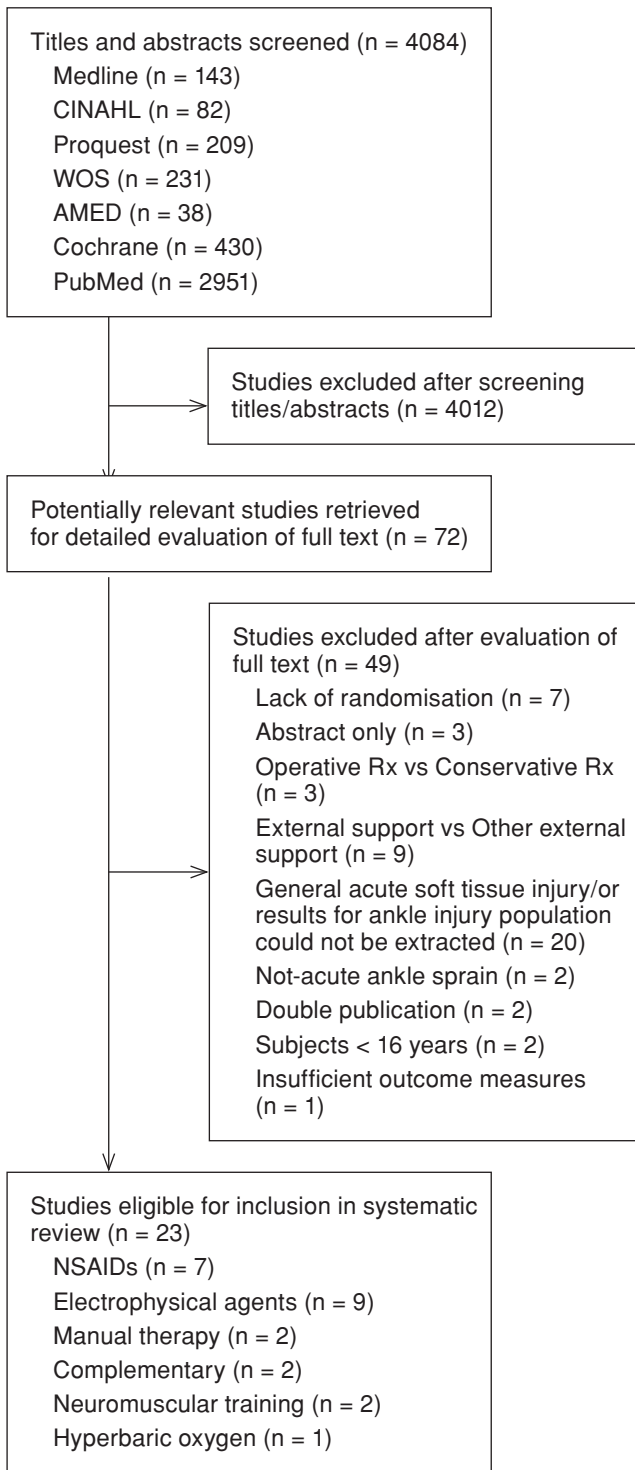 Titles and abstracts screened (n = 4084)
Medline (n = 143)
CINAHL (n = 82)
Proquest (n = 209)
WOS (n = 231)
AMED (n = 38)
Cochrane (n = 430)
PubMed (n = 2951)
Studies excluded after screening
titles/abstracts (n = 4012)
Potentially relevant studies retrieved
for detailed evaluation of full text (n = 72)
Studies excluded after evaluation of
full text (n = 49)
Lack of randomisation (n = 7)
Abstract only (n = 3)
Operative Rx vs Conservative Rx
(n = 3)
External support vs Other external
support (n = 9)
General acute soft tissue injury/or
results for ankle injury population
could not be extracted (n = 20)
Not-acute ankle sprain (n = 2)
Double publication (n = 2)
Subjects < 16 years (n = 2)
Insufficient outcome measures
(n = 1)
Studies eligible for inclusion in systematic
review (n = 23)
NSAIDs (n = 7)
Electrophysical agents (n = 9)
Manual therapy (n = 2)
Complementary (n = 2)
Neuromuscular training (n = 2)
Hyperbaric oxygen (n = 1)